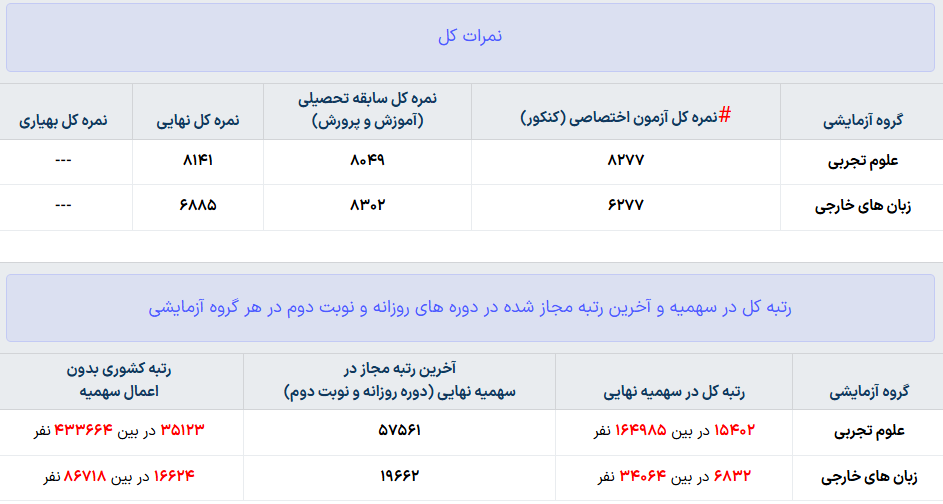 نمرات کل
گروه آزمایشی	#نمره کل آزمون اختصاصی (کنکور)	نمره کل سابقه تحصیلی (آموزش و پرورش)	نمره کل نهایی	نمره کل بهیاری
علوم تجربی	۸۲۷۷	۸۰۴۹	۸۱۴۱	---
زبان های خارجی	۶۲۷۷	۸۳۰۲	۶۸۸۵	---
رتبه کل در سهمیه و آخرین رتبه مجاز شده در دوره های روزانه و نوبت دوم در هر گروه آزمایشی
گروه آزمایشی	رتبه کل در سهمیه نهایی	آخرین رتبه مجاز در سهمیه نهایی (دوره روزانه و نوبت دوم)	رتبه کشوری بدون اعمال سهمیه
علوم تجربی	۱۵۴۰۲ در بین ۱۶۴۹۸۵ نفر	۵۷۵۶۱	۳۵۱۲۳ در بین ۴۳۳۶۶۴ نفر
زبان های خارجی	۶۸۳۲ در بین ۳۴۰۶۴ نفر	۱۹۶۶۲	۱۶۶۲۴ در بین ۸۶۷۱۸ نفر